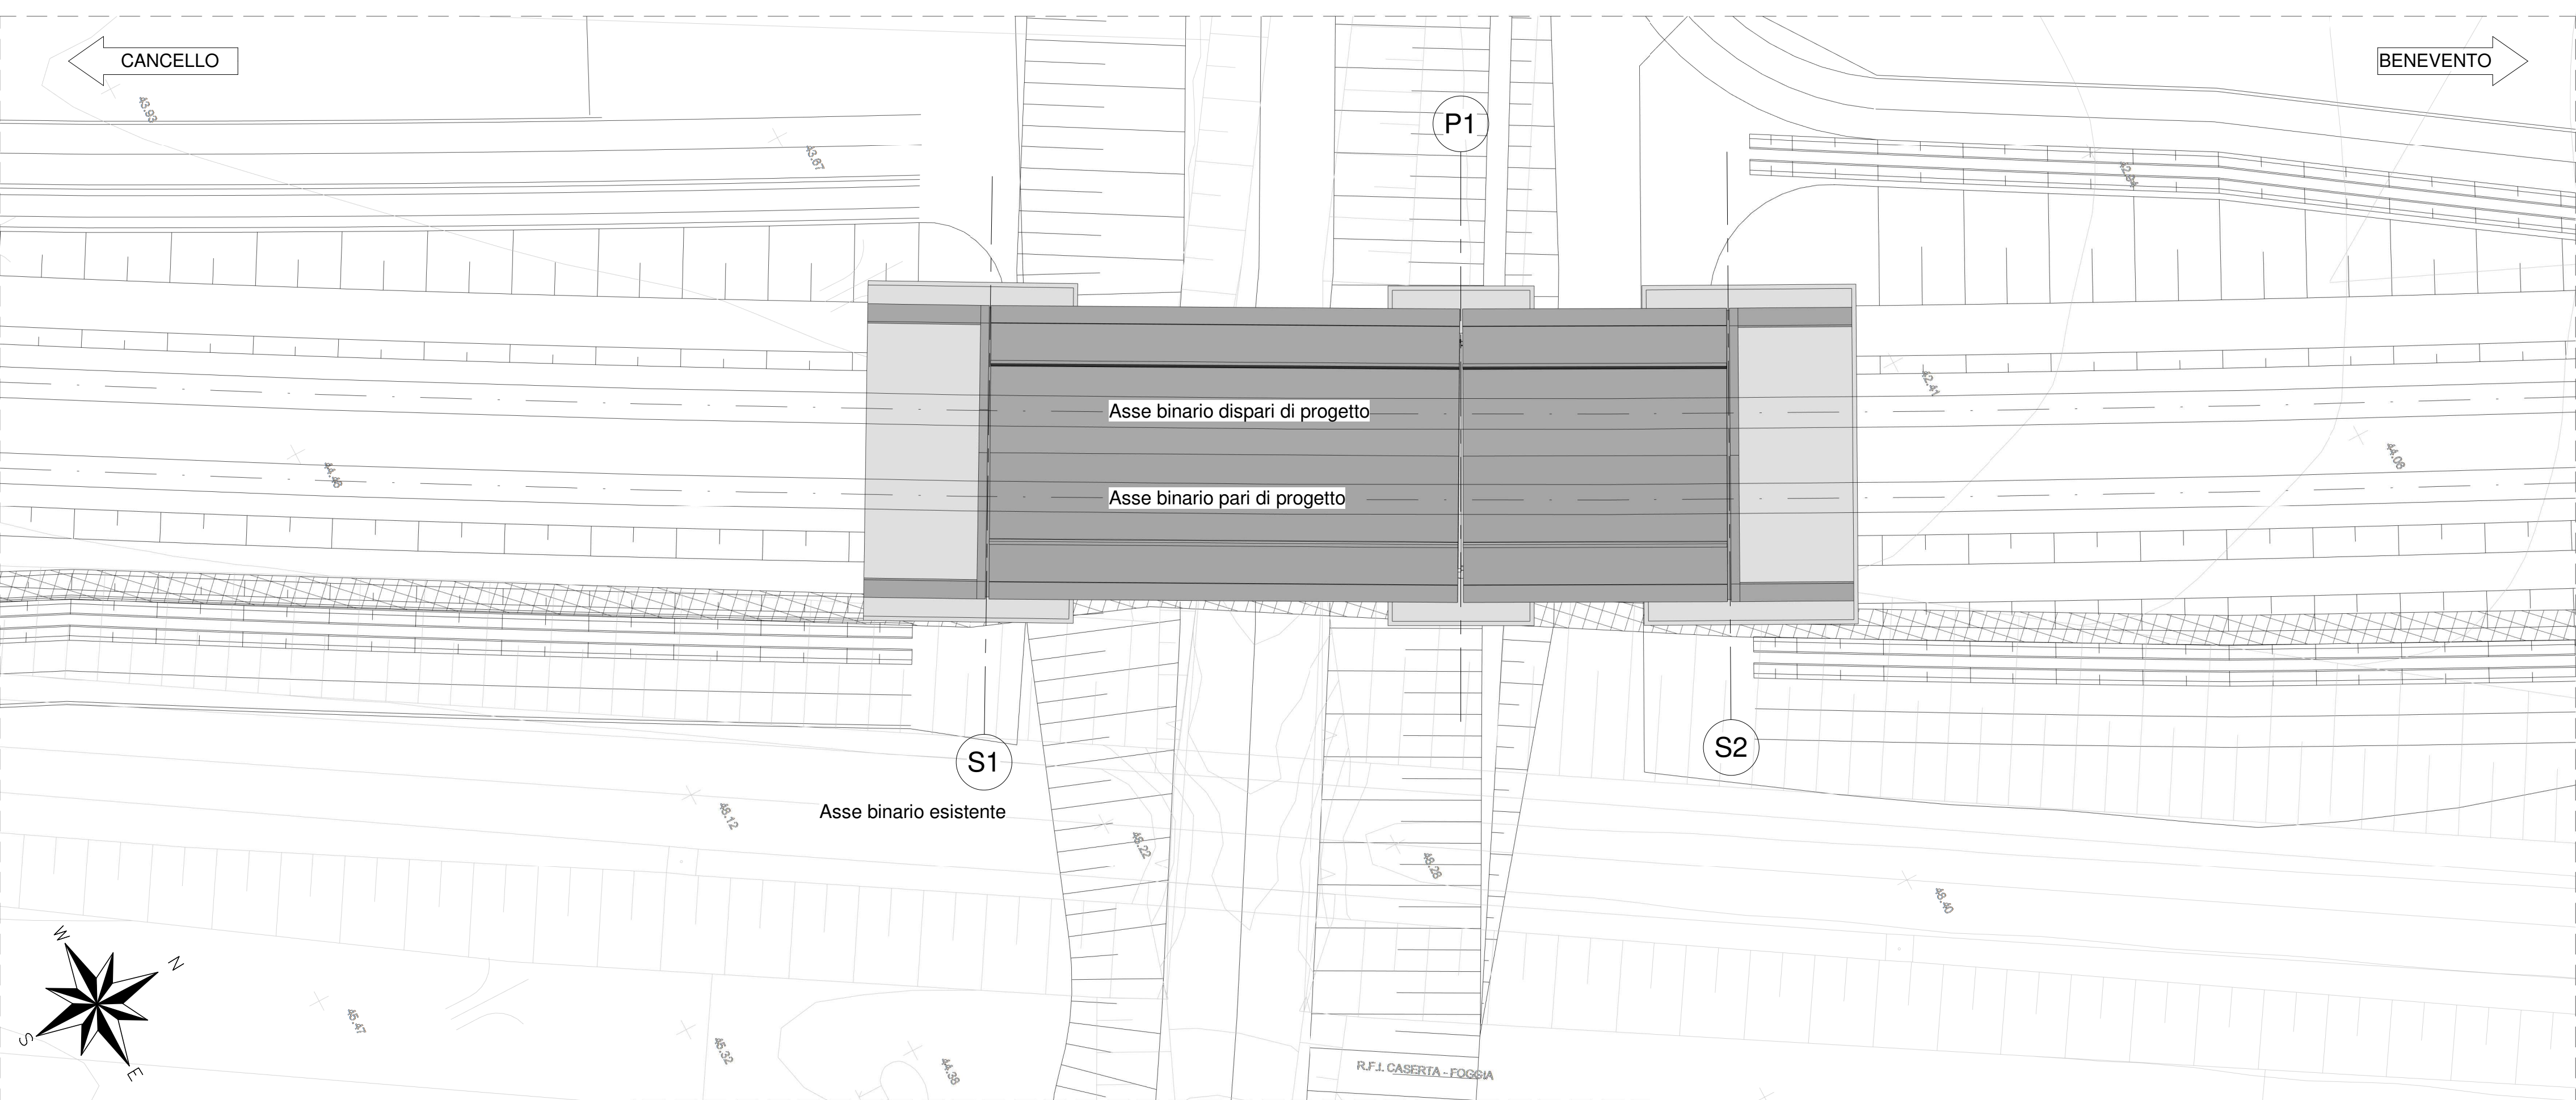 CANCELLO
BENEVENTO
43.93
P1
43.87
42.94
42.41
Asse binario dispari di progetto
44.08
44.48
Asse binario pari di progetto
S2
S1
Asse binario esistente
48.12
48.22
48.28
48.40
W
N
S
E
45.47
45.32
44.38
R.F.I. CASERTA - FOGGIA